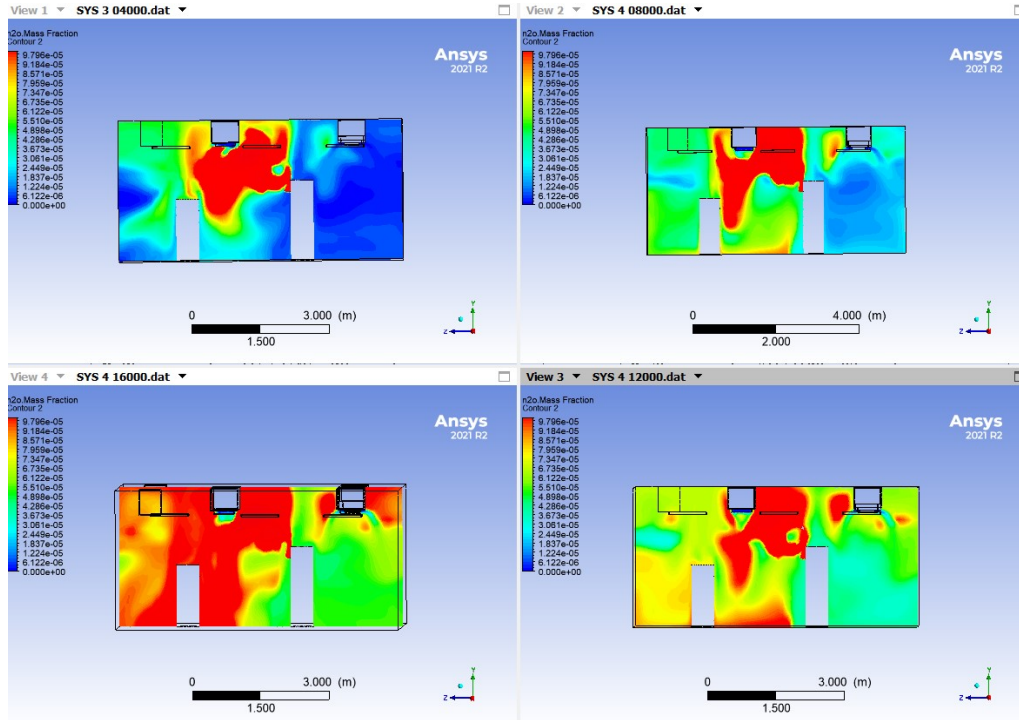 View 1 SYS 3 04000.dat
n2o.Mass Fraction
Contour 2
9.796e-05
9.184e-05
8.571e-05
7.959e-05
7.347e-05
6.735e-05
6.122e-05
5.510e-05
4.898e-05
4.286e-05
3.673e-05
3.061e-05
2.449e-05
1.837e-05
1.224e-05
6.122e-06
0.000e+00
Ansys
2021 R2
0 3.000 (m)
1.500
Y
Z
View 2 SYS 4 08000.dat
n2o.Mass Fraction
Contour 2
9.796e-05
9.184e-05
8.571e-05
7.959e-05
7.347e-05
6.735e-05
6.122e-05
5.510e-05
4.898e-05
4.286e-05
3.673e-05
3.061e-05
2.449e-05
1.837e-05
1.224e-05
6.122e-06
0.000e+00
Ansys
2021 R2
0 4.000 (m)
2.000
Y
Z
View 4 SYS 4 16000.dat
n2o.Mass Fraction
Contour 2
9.796e-05
9.184e-05
8.571e-05
7.959e-05
7.347e-05
6.735e-05
6.122e-05
5.510e-05
4.898e-05
4.286e-05
3.673e-05
3.061e-05
2.449e-05
1.837e-05
1.224e-05
6.122e-06
0.000e+00
Ansys
2021 R2
0 3.000 (m)
1.500
Y
Z
View 3 SYS 4 12000.dat
n2o.Mass Fraction
Contour 2
9.796e-05
9.184e-05
8.571e-05
7.959e-05
7.347e-05
6.735e-05
6.122e-05
5.510e-05
4.898e-05
4.286e-05
3.673e-05
3.061e-05
2.449e-05
1.837e-05
1.224e-05
6.122e-06
0.000e+00
Ansys
2021 R2
0 3.000 (m)
1.500
Y
Z